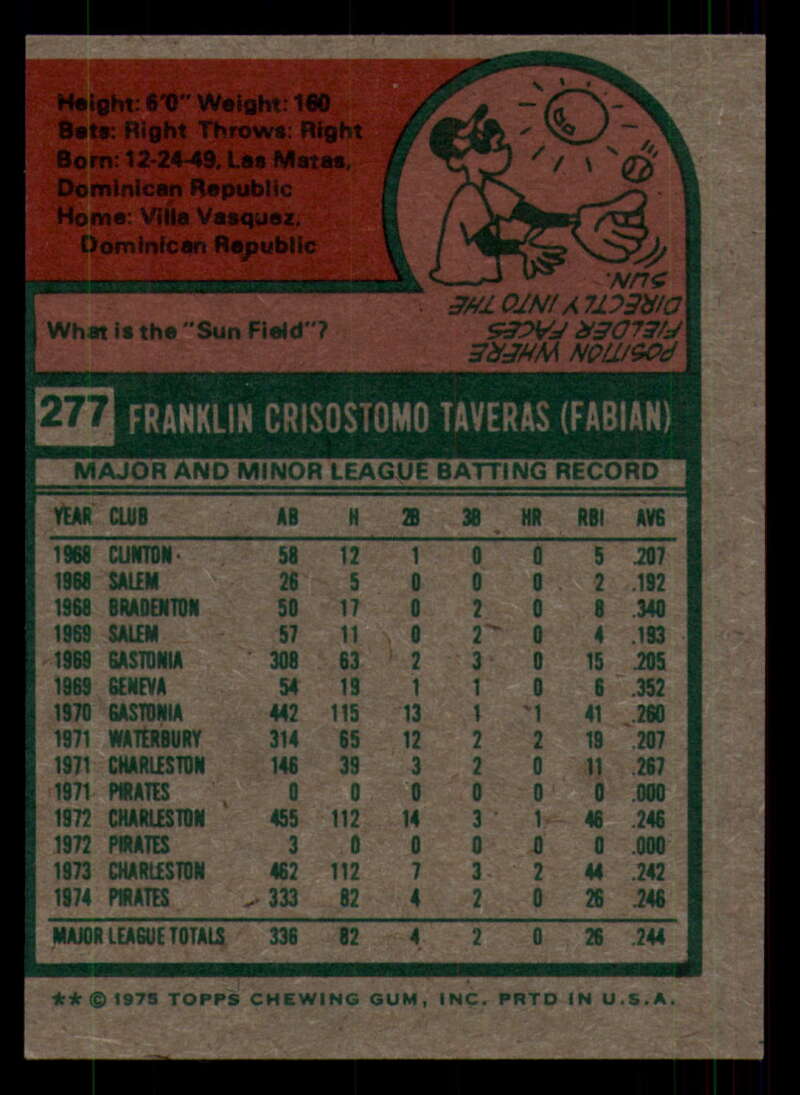 Height: 6'0" Weight: 160
Bats: Right Throws: Right
Born: 12-24-49, Las Matas,
Dominican Republic
Home: Villa Vasquez,
Dominican Republic
What is the "Sun Field"?
POSITION WHERE
FIELDER FACES
DIRECTLY INTO THE
SUN.
277 FRANKLIN CRISOSTOMO TAVERAS (FABIAN)
MAJOR AND MINOR LEAGUE BATTING RECORD
YEAR CLUB AB H 2B 3B HR RBI AVG
1968 CLINTON 58 12 1 0 0 5 .207
1968 SALEM 26 5 0 0 0 2 .192
1968 BRADENTON 50 17 0 2 0 8 .340
1969 SALEM 57 11 0 2 0 4 .193
1969 GASTONIA 308 63 2 3 0 15 .205
1969 GENEVA 54 19 1 1 0 6 .352
1970 GASTONIA 442 115 13 1 1 41 .260
1971 WATERBURY 314 65 12 2 2 19 .207
1971 CHARLESTON 146 39 3 2 0 11 .267
1971 PIRATES 0 0 0 0 0 0 .000
1972 CHARLESTON 455 112 14 3 1 46 .246
1972 PIRATES 3 0 0 0 0 0 .000
1973 CHARLESTON 462 112 7 3 2 44 .242
1974 PIRATES 333 82 4 2 0 26 .246
MAJOR LEAGUE TOTALS 336 82 4 2 0 26 .244
** © 1975 TOPPS CHEWING GUM, INC. PRTD IN U.S.A.